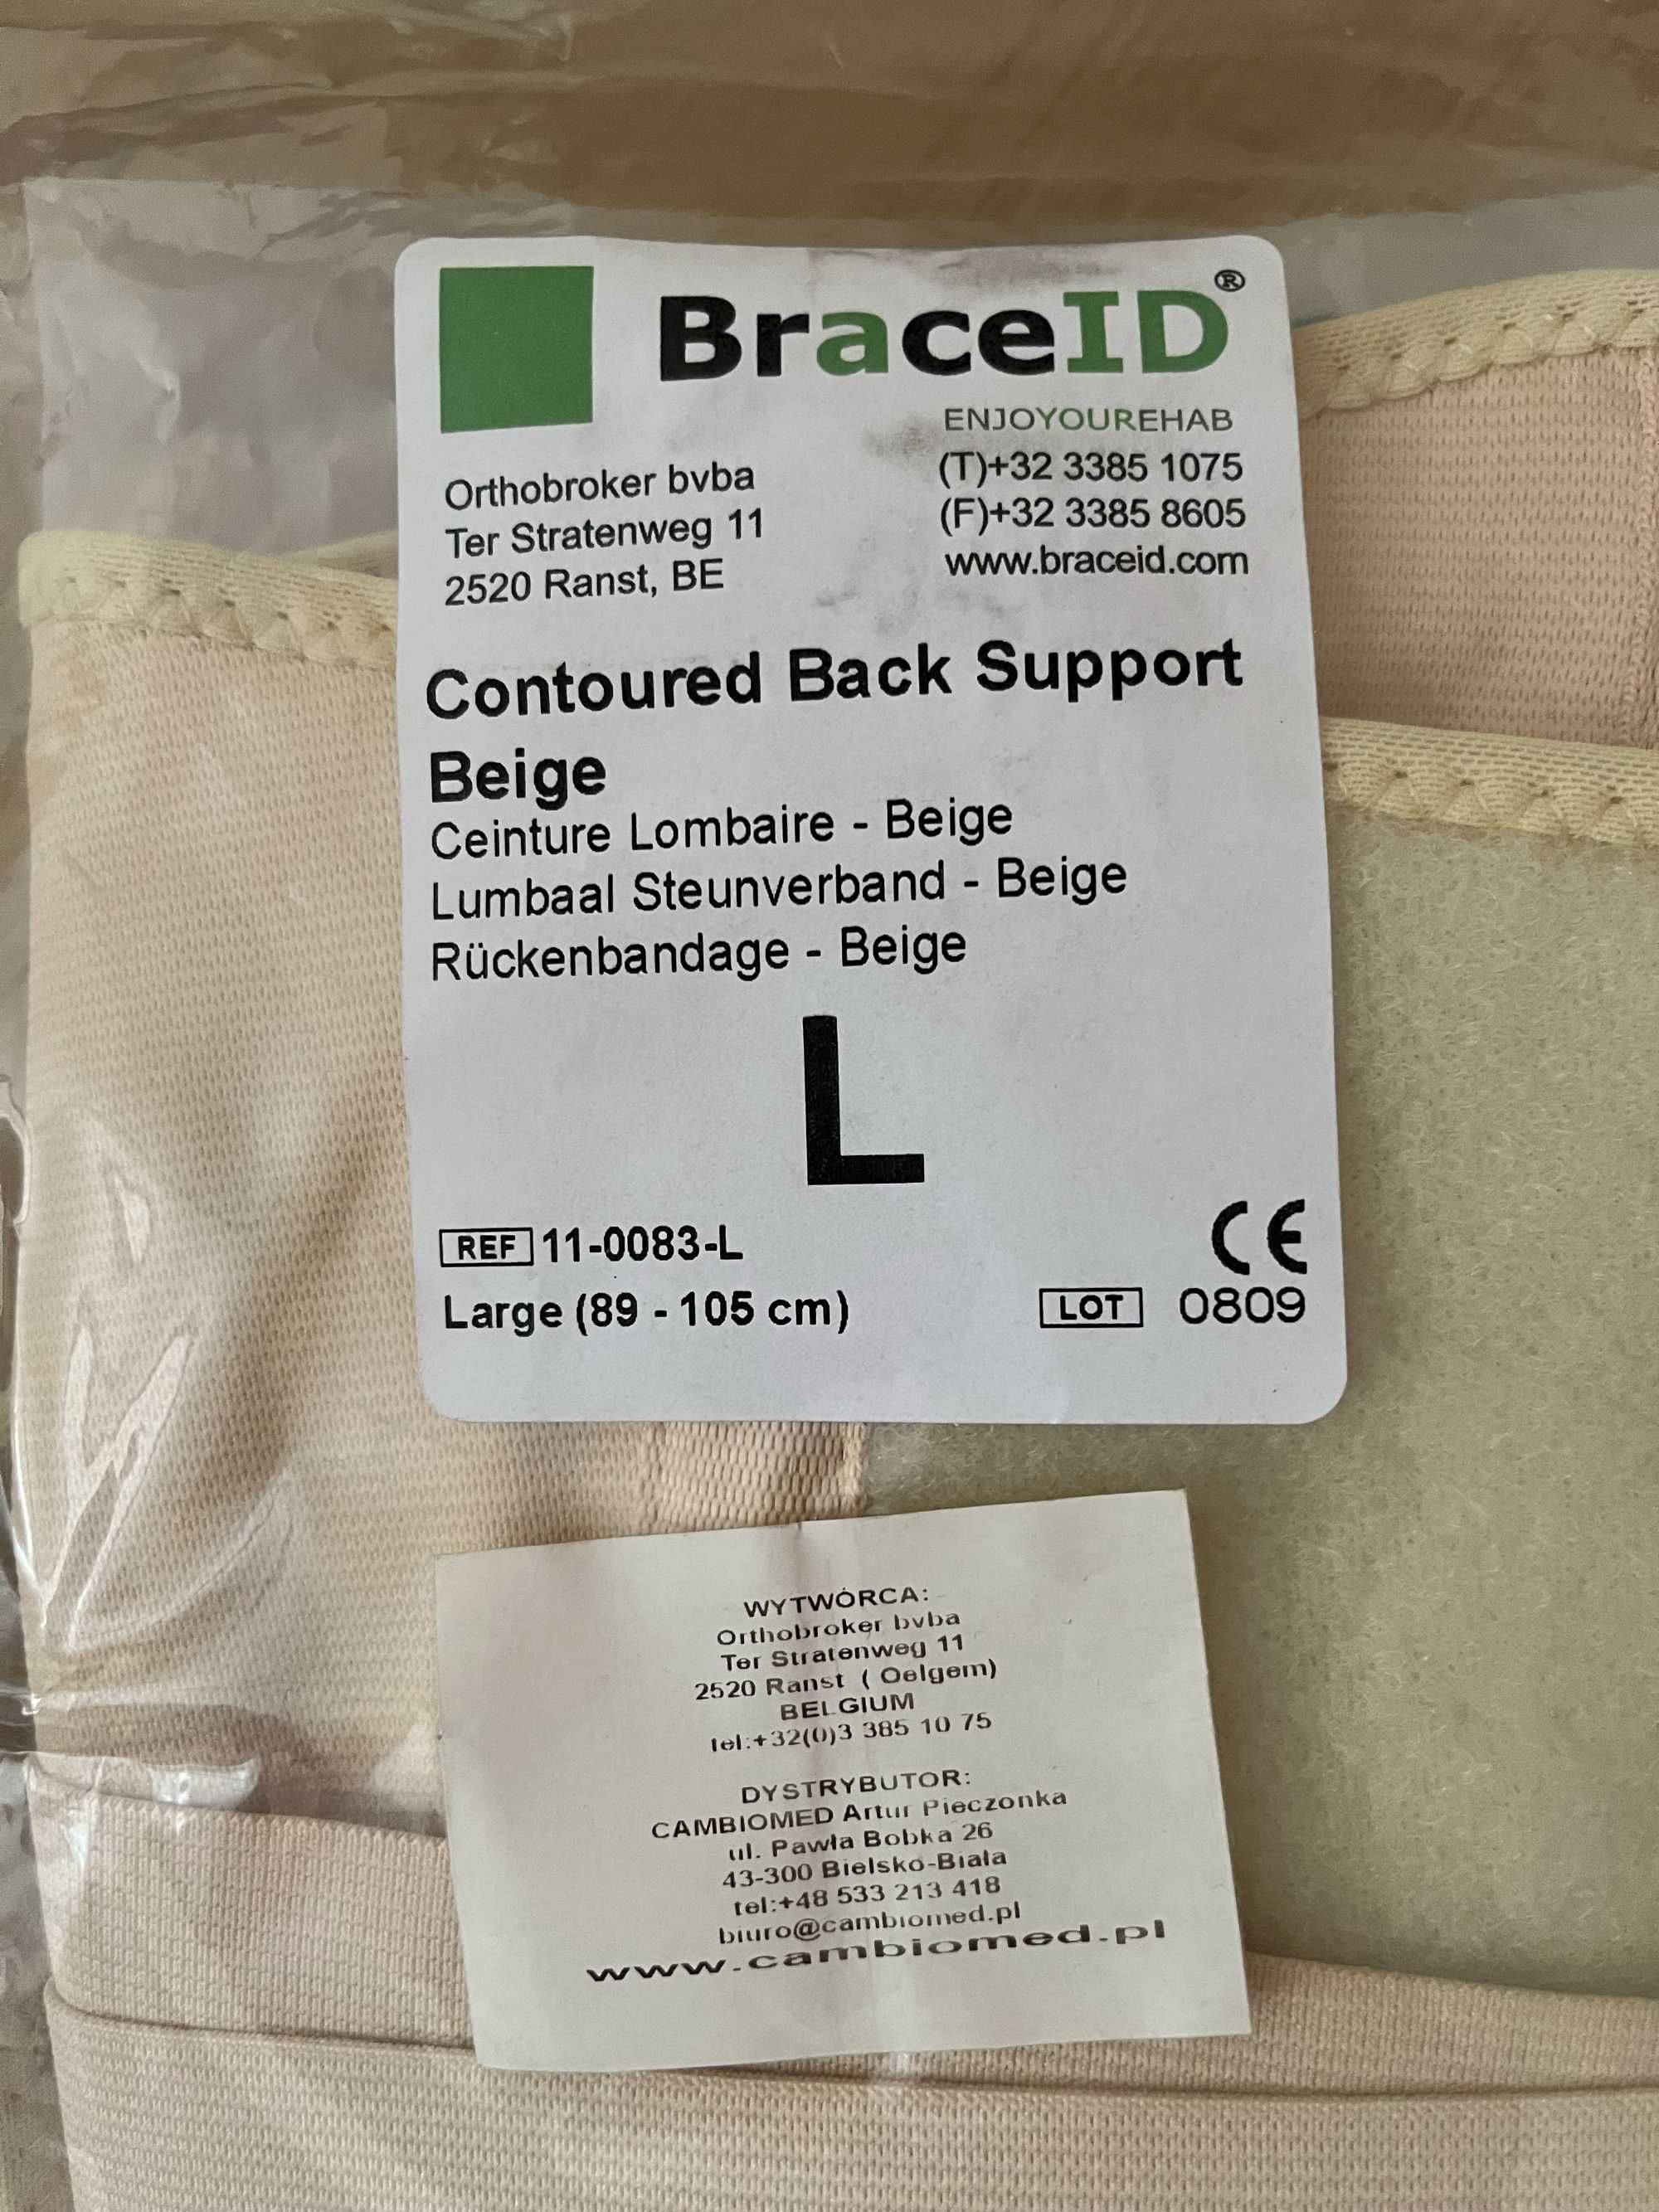 BraceID®
ENJOYOUREHAB
Orthobroker bvba
Ter Stratenweg 11
2520 Ranst, BE
(T)+32 3385 1075
(F)+32 3385 8605
www.braceid.com
Contoured Back Support
Beige
Ceinture Lombaire - Beige
Lumbaal Steunverband - Beige
Rückenbandage - Beige
L
REF 11-0083-L
CE
Large (89 - 105 cm)
LOT 0809
WYTWÓRCA:
Orthobroker bvba
Ter Stratenweg 11
2520 Ranst ( Oelgem)
BELGIUM
tel:+32(0)3 385 10 75
DYSTRYBUTOR:
CAMBIOMED Artur Pieczonka
ul. Pawła Bobka 26
43-300 Bielsko-Biała
tel:+48 533 213 418
biuro@cambiomed.pl
www.cambiomed.pl